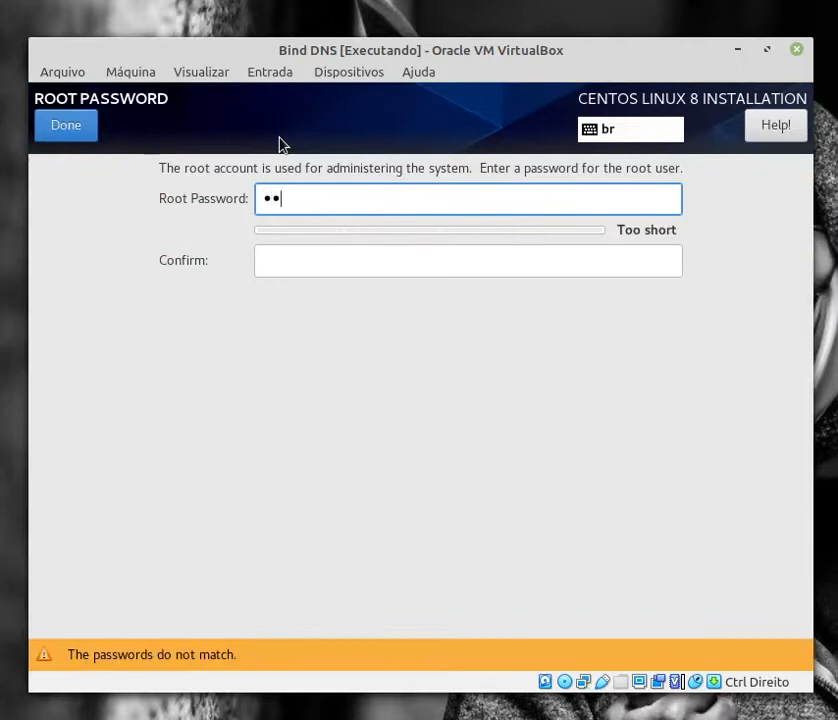 Bind DNS [Executando] - Oracle VM VirtualBox
Arquivo Máquina Visualizar Entrada Dispositivos Ajuda
ROOT PASSWORD CENTOS LINUX 8 INSTALLATION
Done br Help!
The root account is used for administering the system. Enter a password for the root user.
Root Password: ••
Too short
Confirm:
The passwords do not match.
Ctrl Direito